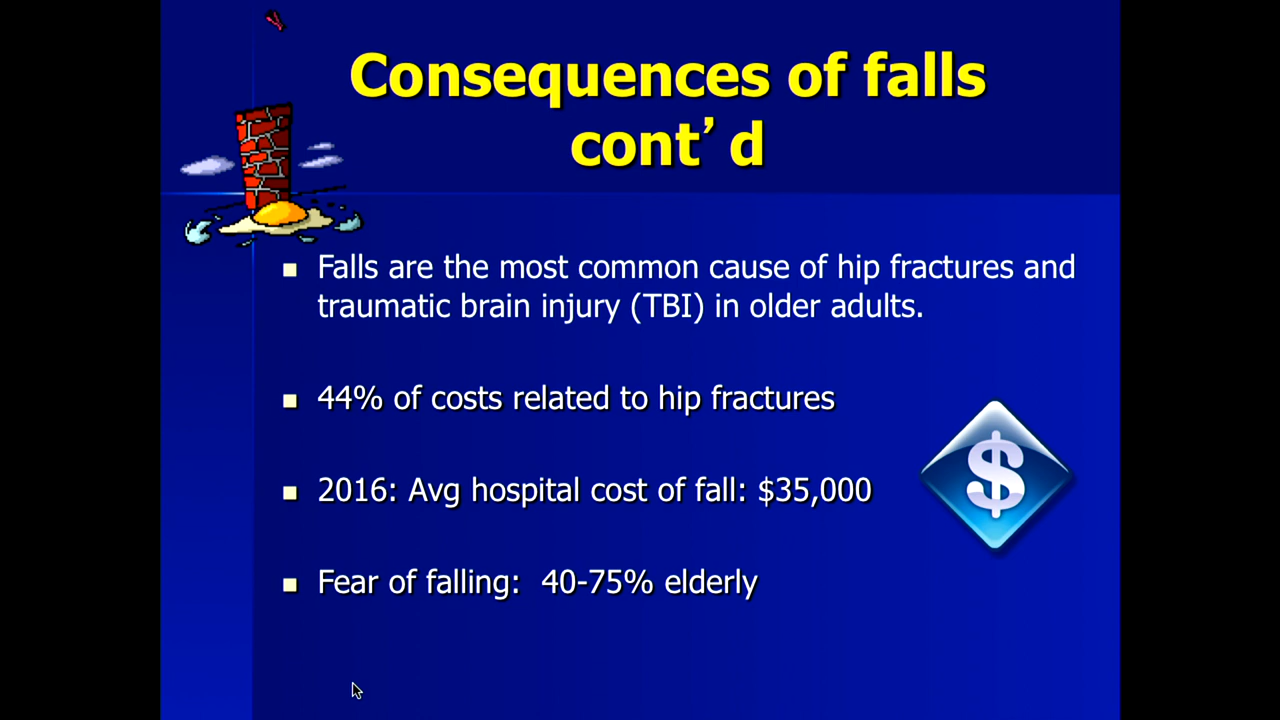 Consequences of falls
cont’d
Falls are the most common cause of hip fractures and
traumatic brain injury (TBI) in older adults.
44% of costs related to hip fractures
$
2016: Avg hospital cost of fall: $35,000
Fear of falling: 40-75% elderly